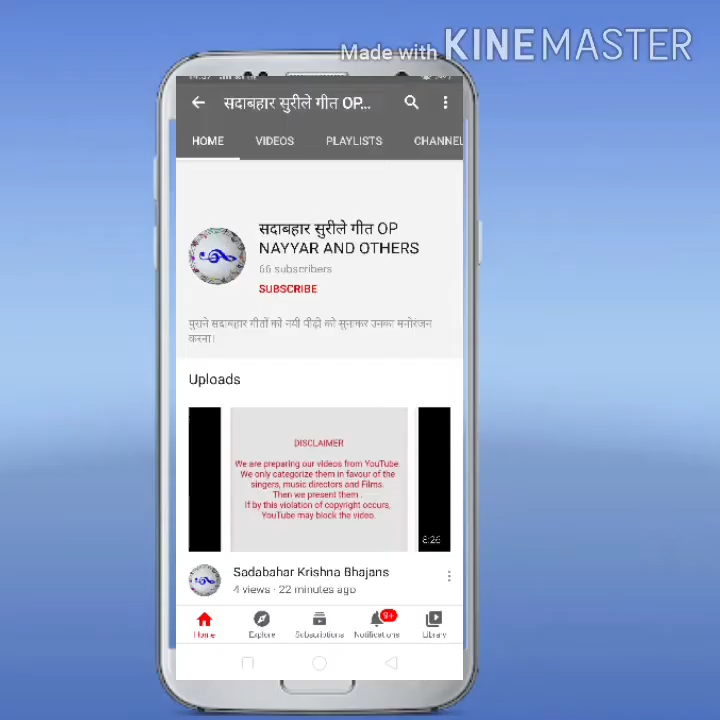 Made with KINEMASTER
सदाबहार सुरीले गीत OP...
HOME VIDEOS PLAYLISTS CHANNEL
सदाबहार सुरीले गीत OP
NAYYAR AND OTHERS
66 subscribers
SUBSCRIBE
पुराने सदाबहार गीतों को नयी पीढ़ी को सुनाकर उनका मनोरंजन
करना।
Uploads
DISCLAIMER
We are preparing our videos from YouTube.
We only categorize them in favour of the
singers, music directors and Films.
Then we present them .
If by this violation of copyright occurs,
YouTube may block the video.
8:26
Sadabahar Krishna Bhajans
4 views · 22 minutes ago
9+
Home Explore Subscriptions Notifications Library